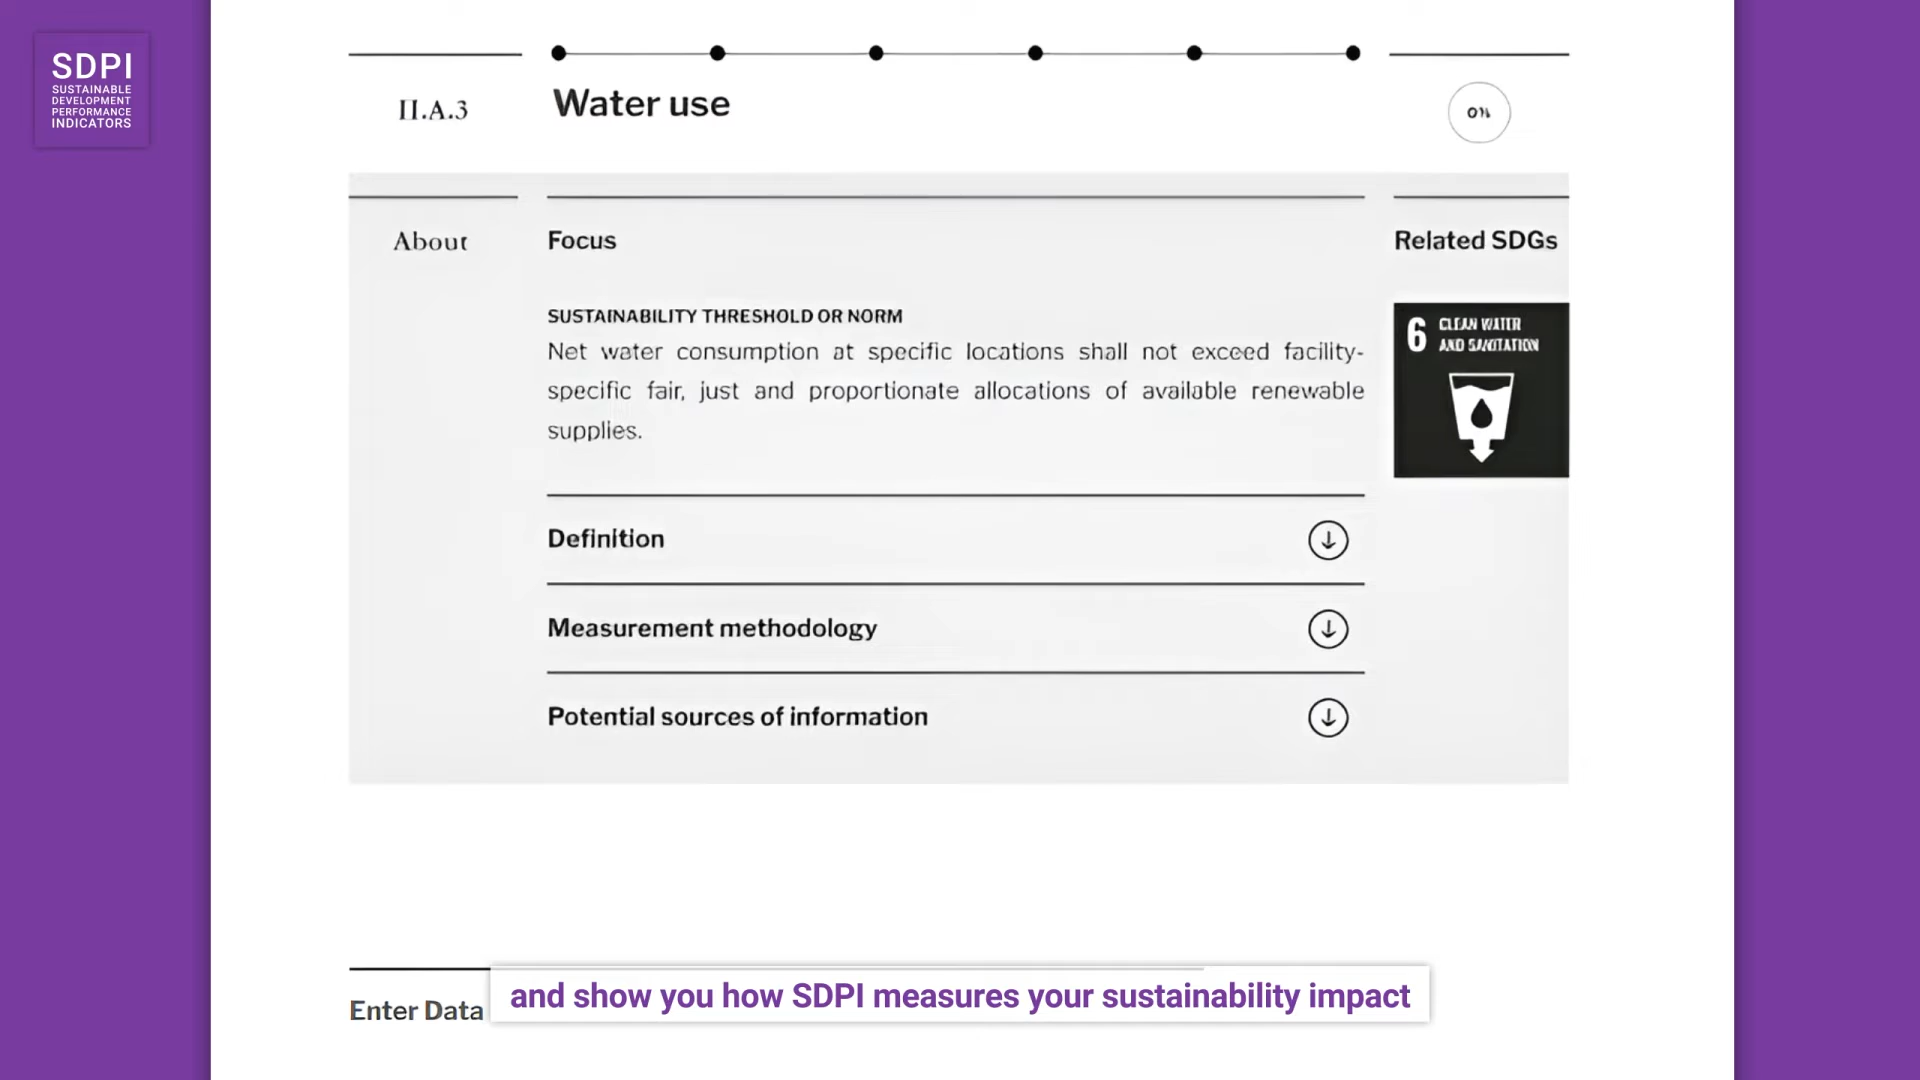 SDPI
SUSTAINABLE
DEVELOPMENT
PERFORMANCE
INDICATORS
II.A.3
Water use
0%
About
Focus
Related SDGs
SUSTAINABILITY THRESHOLD OR NORM
Net water consumption at specific locations shall not exceed facility-
specific fair, just and proportionate allocations of available renewable
supplies.
6 CLEAN WATER
AND SANITATION
Definition
Measurement methodology
Potential sources of information
Enter Data
and show you how SDPI measures your sustainability impact